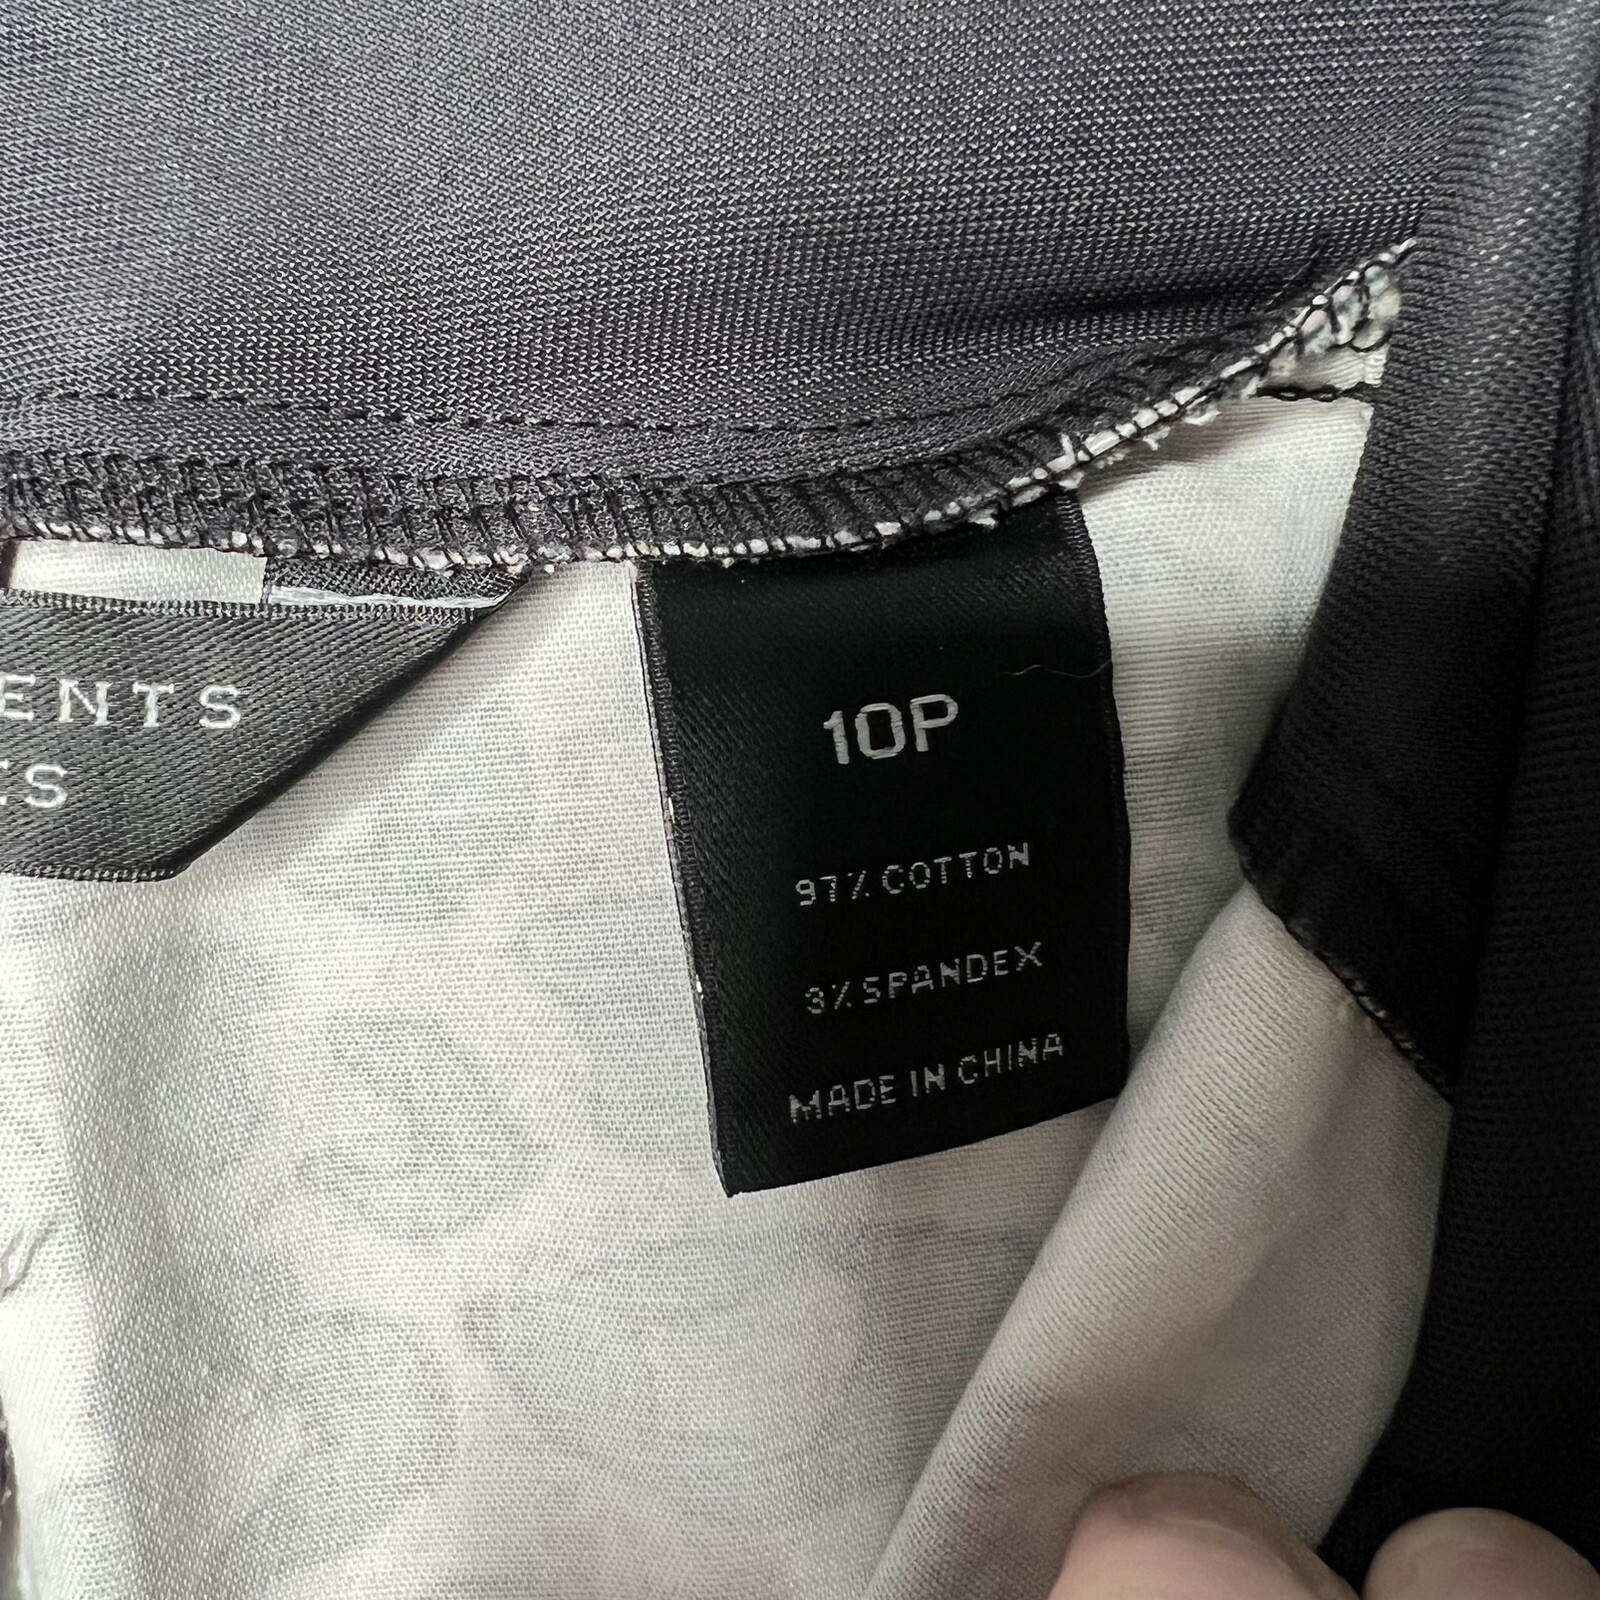 ENTS
ES
10P
97% COTTON
3% SPANDEX
MADE IN CHINA